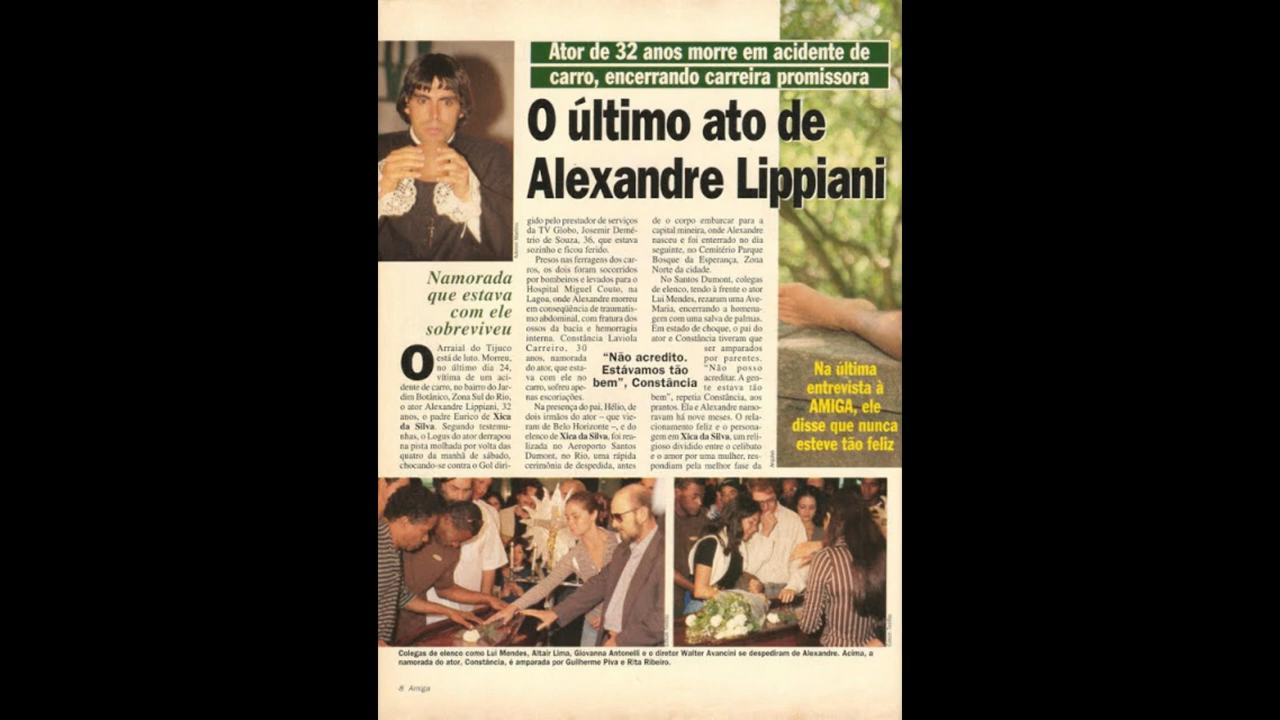 Ator de 32 anos morre em acidente de
carro, encerrando carreira promissora
O último ato de
Alexandre Lippiani
Namorada
que estava
com ele
sobreviveu
O Arraial do Tijuco
está de luto. Morreu,
no último dia 24,
vítima de um aci-
dente de carro, no bairro do Jar-
dim Botânico, Zona Sul do Rio,
o ator Alexandre Lippiani, 32
anos, o padre Eurico de Xica
da Silva. Segundo testemu-
nhas, o Logus do ator derrapou
na pista molhada por volta das
quatro da manhã de sábado,
chocando-se contra o Gol diri-
gido pelo prestador de serviços
da TV Globo, Josemir Demé-
trio de Souza, 36, que estava
sozinho e ficou ferido.
Presos nas ferragens dos car-
ros, os dois foram socorridos
por bombeiros e levados para o
Hospital Miguel Couto, na
Lagoa, onde Alexandre morreu
em conseqüência de traumatis-
mo abdominal, com fratura dos
ossos da bacia e hemorragia
interna. Constância Laviola
Carreiro, 30
anos, namorada
do ator, que esta-
va com ele no
carro, sofreu ape-
nas escoriações.
Na presença do pai, Hélio, de
dois irmãos do ator – que vie-
ram de Belo Horizonte –, e do
elenco de Xica da Silva, foi rea-
lizada no Aeroporto Santos
Dumont, no Rio, uma rápida
cerimônia de despedida, antes
de o corpo embarcar para a
capital mineira, onde Alexandre
nasceu e foi enterrado no dia
seguinte, no Cemitério Parque
Bosque da Esperança, Zona
Norte da cidade.
No Santos Dumont, colegas
de elenco, tendo à frente o ator
Lui Mendes, rezaram uma Ave-
Maria, encerrando a homena-
gem com uma salva de palmas.
Em estado de choque, o pai do
ator e Constância tiveram que
ser amparados
por parentes.
"Não posso
acreditar. A gen-
te estava tão
bem", repetia Constância, aos
prantos. Ela e Alexandre namo-
ravam há nove meses. O rela-
cionamento feliz e o persona-
gem em Xica da Silva, um reli-
gioso dividido entre o celibato
e o amor por uma mulher, res-
pondiam pela melhor fase da
"Não acredito.
Estávamos tão
bem", Constância
Na última
entrevista à
AMIGA, ele
disse que nunca
esteve tão feliz
Colegas de elenco como Lui Mendes, Altair Lima, Giovanna Antonelli e o diretor Walter Avancini se despediram de Alexandre. Acima, a
namorada do ator, Constância, é amparada por Guilherme Piva e Rita Ribeiro.
8 Amiga